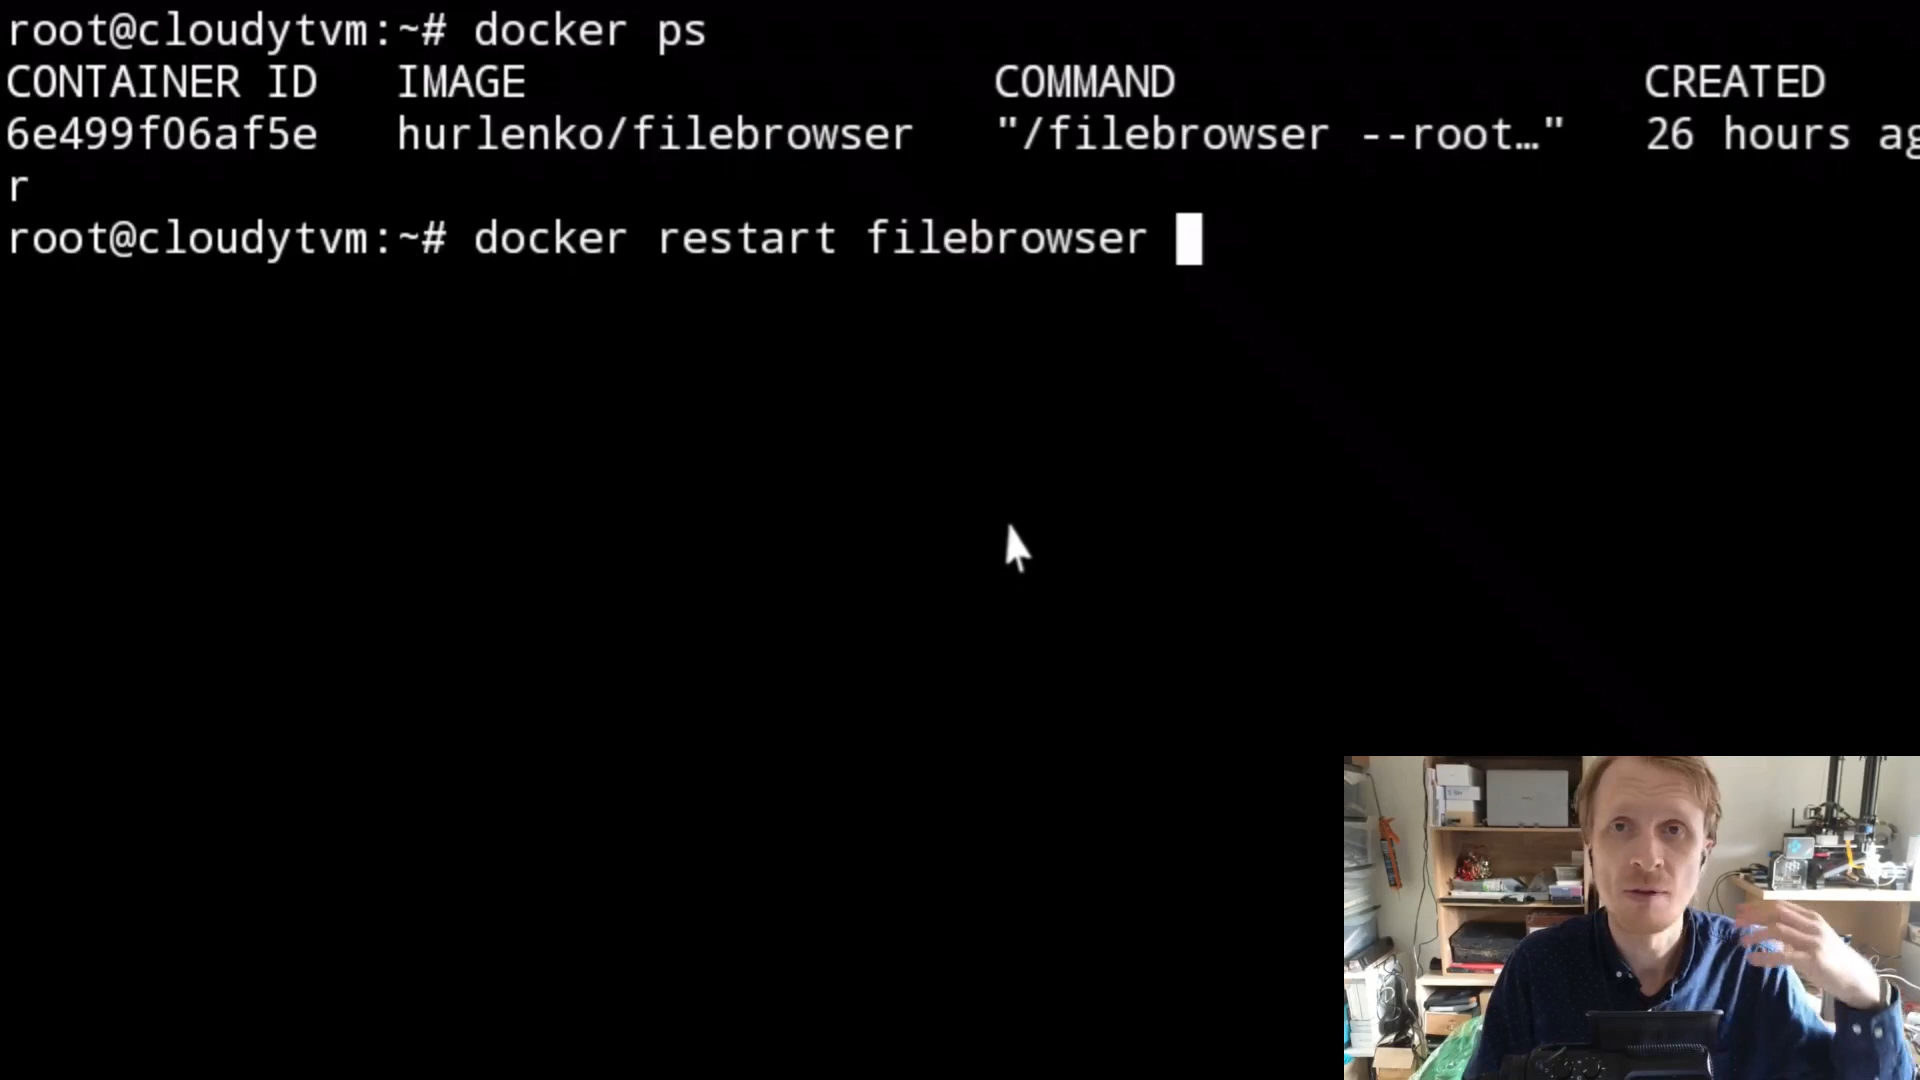 root@cloudytvm:~# docker ps
CONTAINER ID IMAGE COMMAND CREATED
6e499f06af5e hurlenko/filebrowser "/filebrowser --root…" 26 hours ag
r
root@cloudytvm:~# docker restart filebrowser